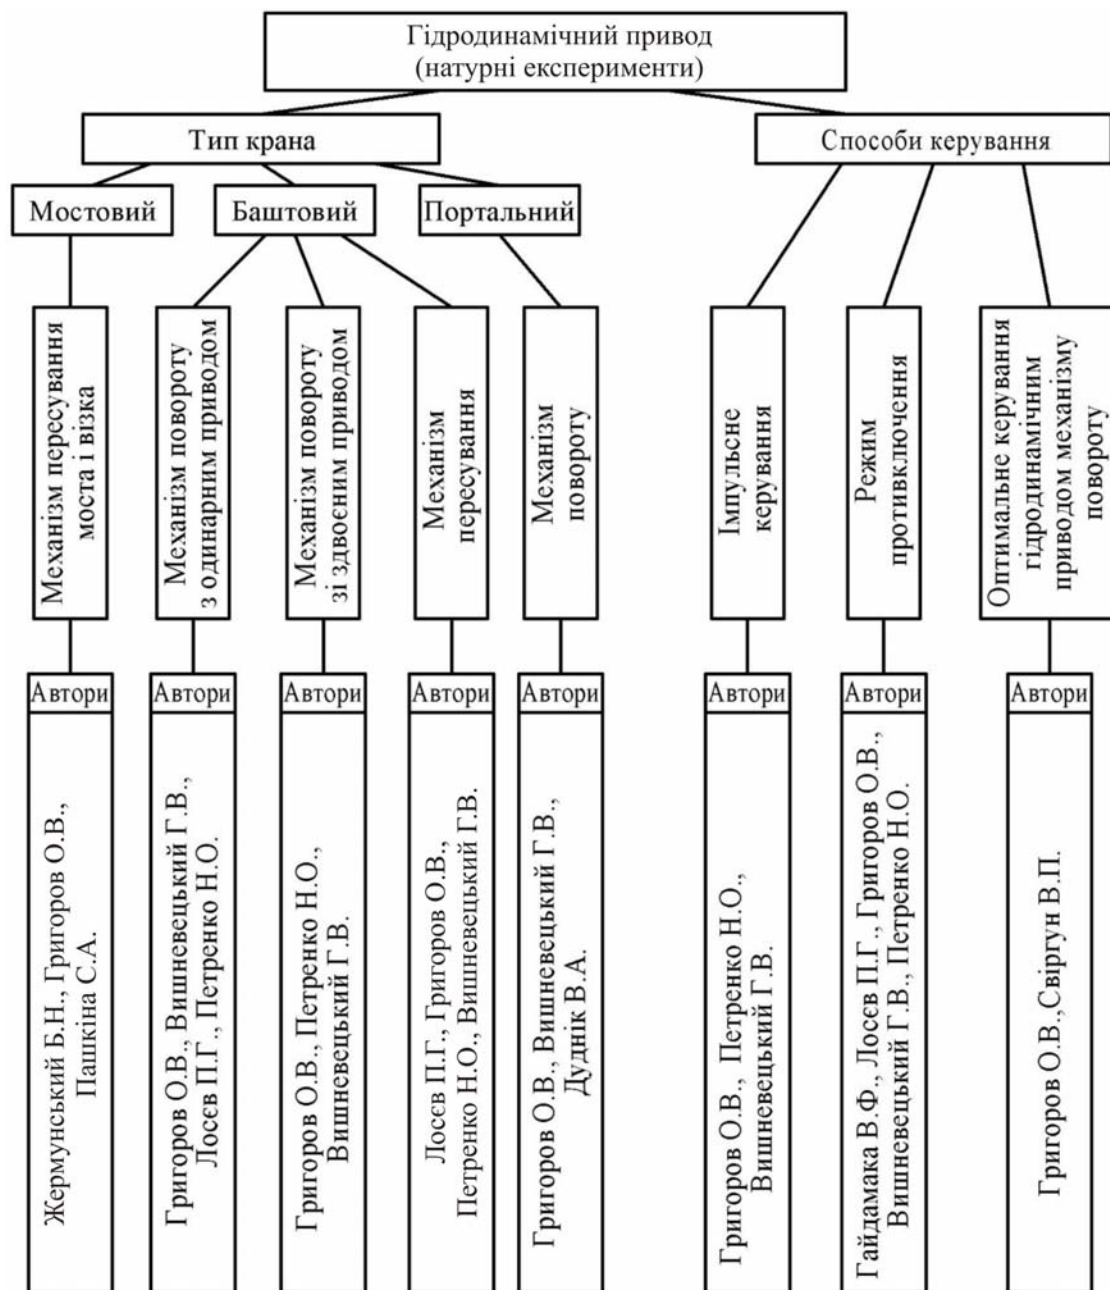 Гідродинамічний привод
(натурні експерименти)
Тип крана
Способи керування
Мостовий
Баштовий
Портальний
Механізм пересування
моста і візка
Механізм повороту
з одинарним приводом
Механізм повороту
зі здвоєним приводом
Механізм
пересування
Механізм
повороту
Імпульсне
керування
Режим
противключення
Оптимальне керування
гідродинамічним
приводом механізму
повороту
Автори
Автори
Автори
Автори
Автори
Автори
Автори
Автори
Жермунський Б.Н., Григоров О.В.,
Пашкіна С.А.
Григоров О.В., Вишневецький Г.В.,
Лосєв П.Г., Петренко Н.О.
Григоров О.В., Петренко Н.О.,
Вишневецький Г.В.
Лосєв П.Г., Григоров О.В.,
Петренко Н.О., Вишневецький Г.В.
Григоров О.В., Вишневецький Г.В.,
Дуднік В.А.
Григоров О.В., Петренко Н.О.,
Вишневецький Г.В.
Гайдамака В.Ф., Лосєв П.Г., Григоров О.В.,
Вишневецький Г.В., Петренко Н.О.
Григоров О.В.,Свіргун В.П.